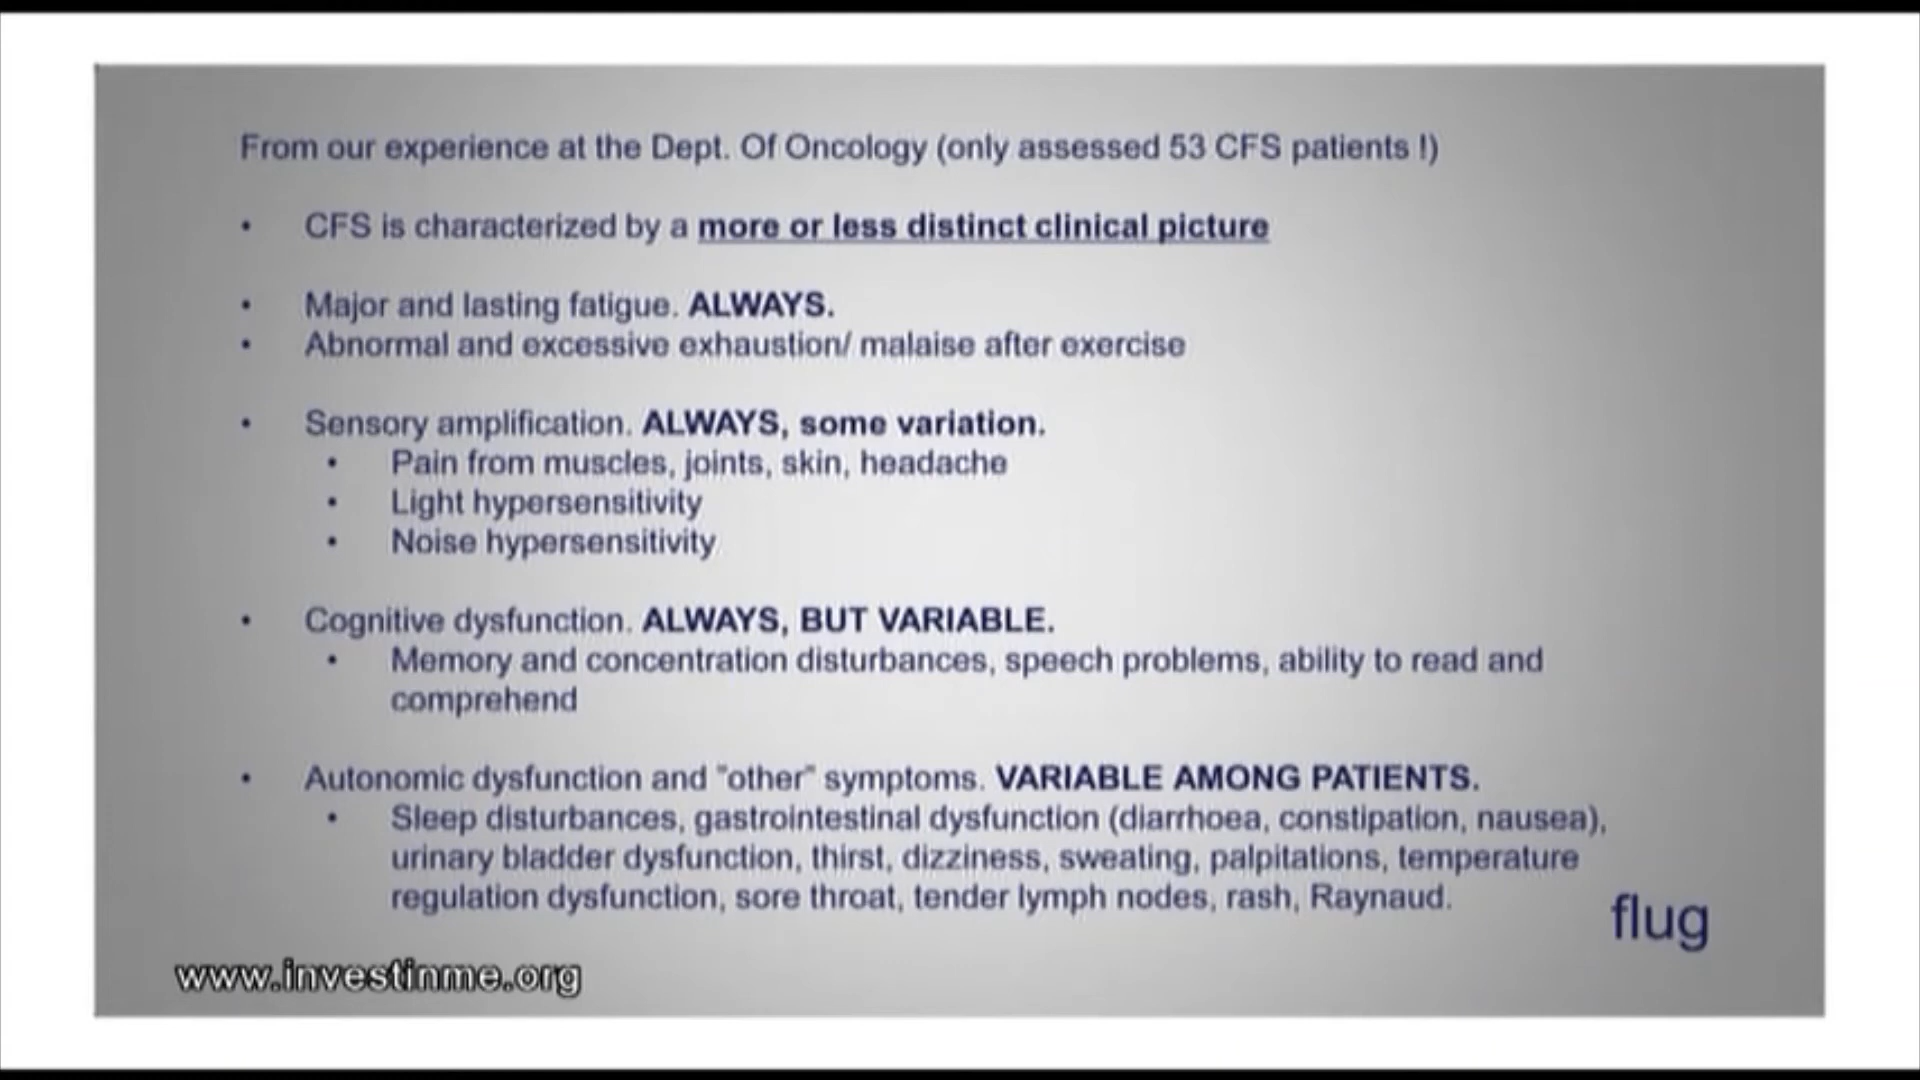 From our experience at the Dept. Of Oncology (only assessed 53 CFS patients !)
• CFS is characterized by a more or less distinct clinical picture
• Major and lasting fatigue. ALWAYS.
• Abnormal and excessive exhaustion/ malaise after exercise
• Sensory amplification. ALWAYS, some variation.
• Pain from muscles, joints, skin, headache
• Light hypersensitivity
• Noise hypersensitivity
• Cognitive dysfunction. ALWAYS, BUT VARIABLE.
• Memory and concentration disturbances, speech problems, ability to read and
comprehend
• Autonomic dysfunction and "other" symptoms. VARIABLE AMONG PATIENTS.
• Sleep disturbances, gastrointestinal dysfunction (diarrhoea, constipation, nausea),
urinary bladder dysfunction, thirst, dizziness, sweating, palpitations, temperature
regulation dysfunction, sore throat, tender lymph nodes, rash, Raynaud.
flug
www.investinme.org